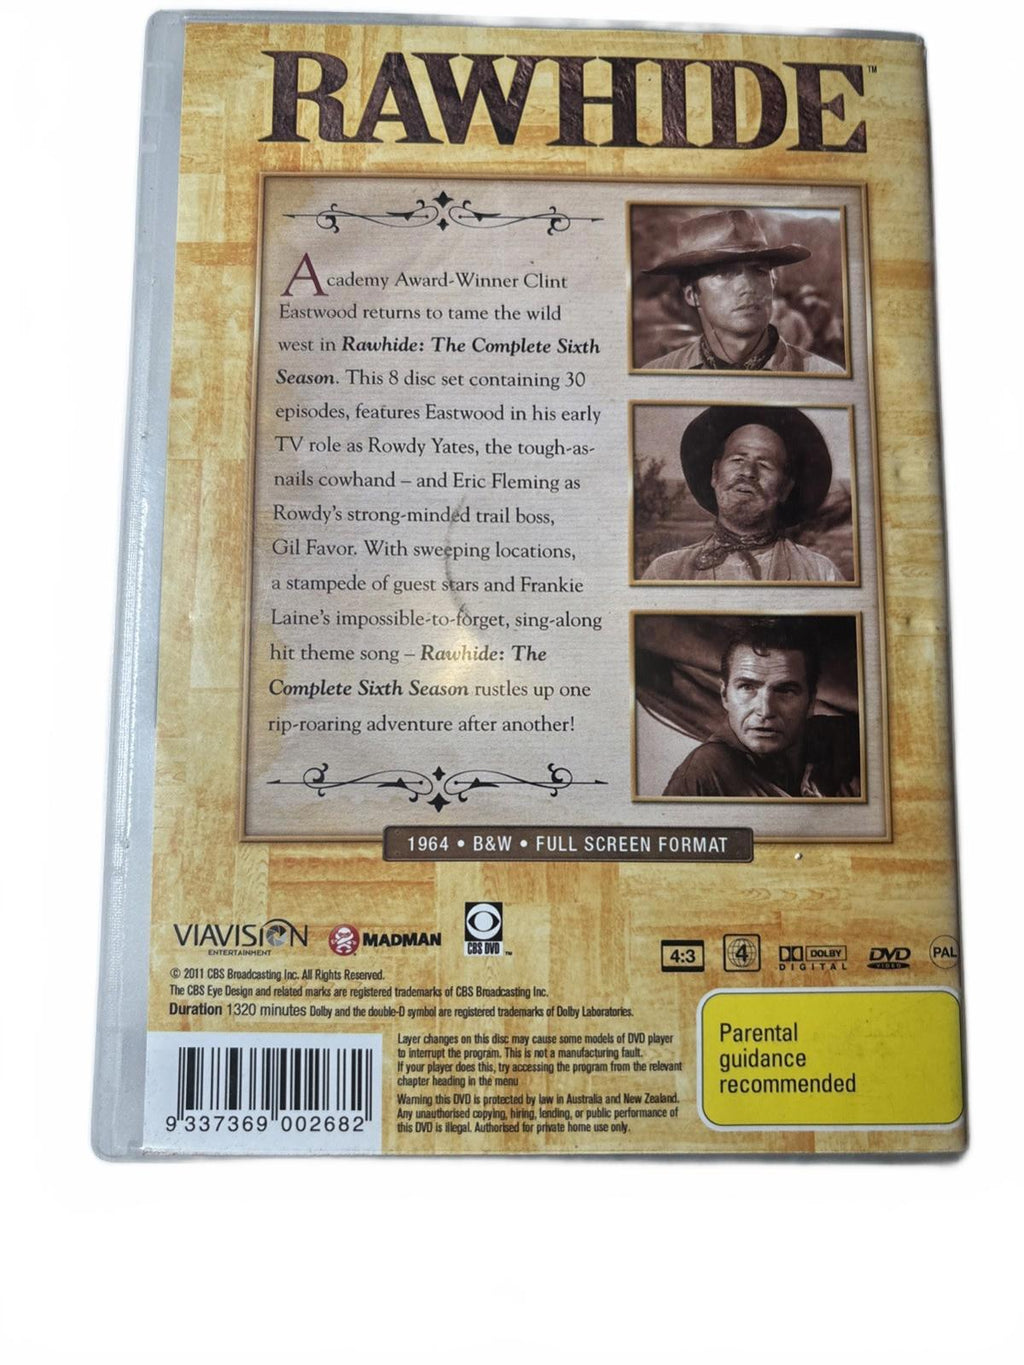 RAWHIDE™
Academy Award-Winner Clint
Eastwood returns to tame the wild
west in Rawhide: The Complete Sixth
Season. This 8 disc set containing 30
episodes, features Eastwood in his early
TV role as Rowdy Yates, the tough-as-
nails cowhand – and Eric Fleming as
Rowdy's strong-minded trail boss,
Gil Favor. With sweeping locations,
a stampede of guest stars and Frankie
Laine's impossible-to-forget, sing-along
hit theme song – Rawhide: The
Complete Sixth Season rustles up one
rip-roaring adventure after another!
1964 • B&W • FULL SCREEN FORMAT
VIAVISION
ENTERTAINMENT
MADMAN
CBS DVD™
4:3
4
DOLBY
DIGITAL
DVD
VIDEO
PAL
© 2011 CBS Broadcasting Inc. All Rights Reserved.
The CBS Eye Design and related marks are registered trademarks of CBS Broadcasting Inc.
Duration 1320 minutes Dolby and the double-D symbol are registered trademarks of Dolby Laboratories.
Layer changes on this disc may cause some models of DVD player
to interrupt the program. This is not a manufacturing fault.
If your player does this, try accessing the program from the relevant
chapter heading in the menu
Warning this DVD is protected by law in Australia and New Zealand.
Any unauthorised copying, hiring, lending, or public performance of
this DVD is illegal. Authorised for private home use only.
9 337369 002682
Parental
guidance
recommended